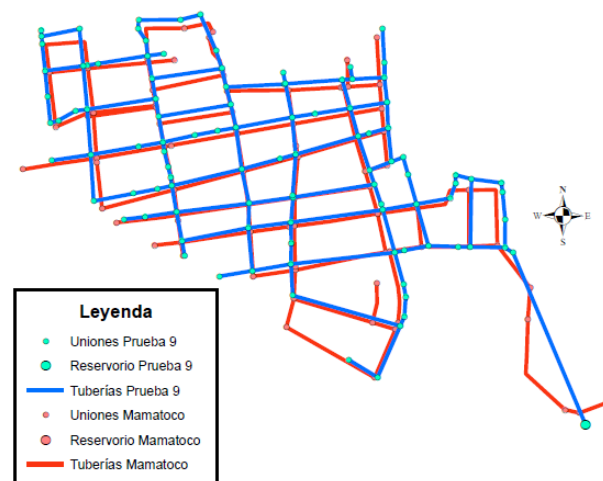 N
W E
S
Leyenda
Uniones Prueba 9
Reservorio Prueba 9
Tuberías Prueba 9
Uniones Mamatoco
Reservorio Mamatoco
Tuberías Mamatoco